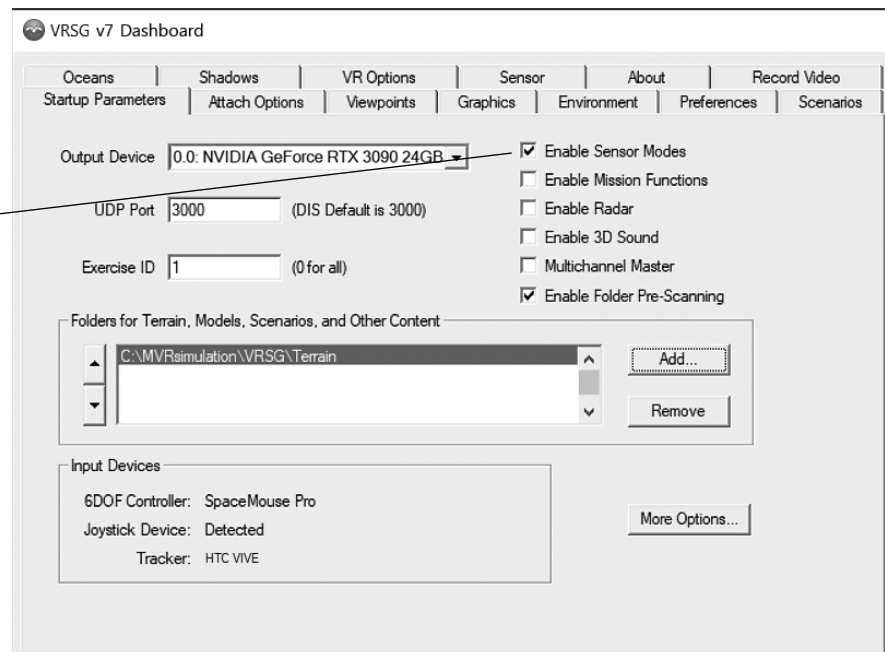 VRSG v7 Dashboard
Oceans Shadows VR Options Sensor About Record Video
Startup Parameters Attach Options Viewpoints Graphics Environment Preferences Scenarios
Output Device 0.0: NVIDIA GeForce RTX 3090 24GB
Enable Sensor Modes
Enable Mission Functions
UDP Port 3000 (DIS Default is 3000)
Enable Radar
Enable 3D Sound
Exercise ID 1 (0 for all)
Multichannel Master
Enable Folder Pre-Scanning
Folders for Terrain, Models, Scenarios, and Other Content
C:\MVRsimulation\VRSG\Terrain
Add...
Remove
Input Devices
6DOF Controller: SpaceMouse Pro
Joystick Device: Detected
Tracker: HTC VIVE
More Options...